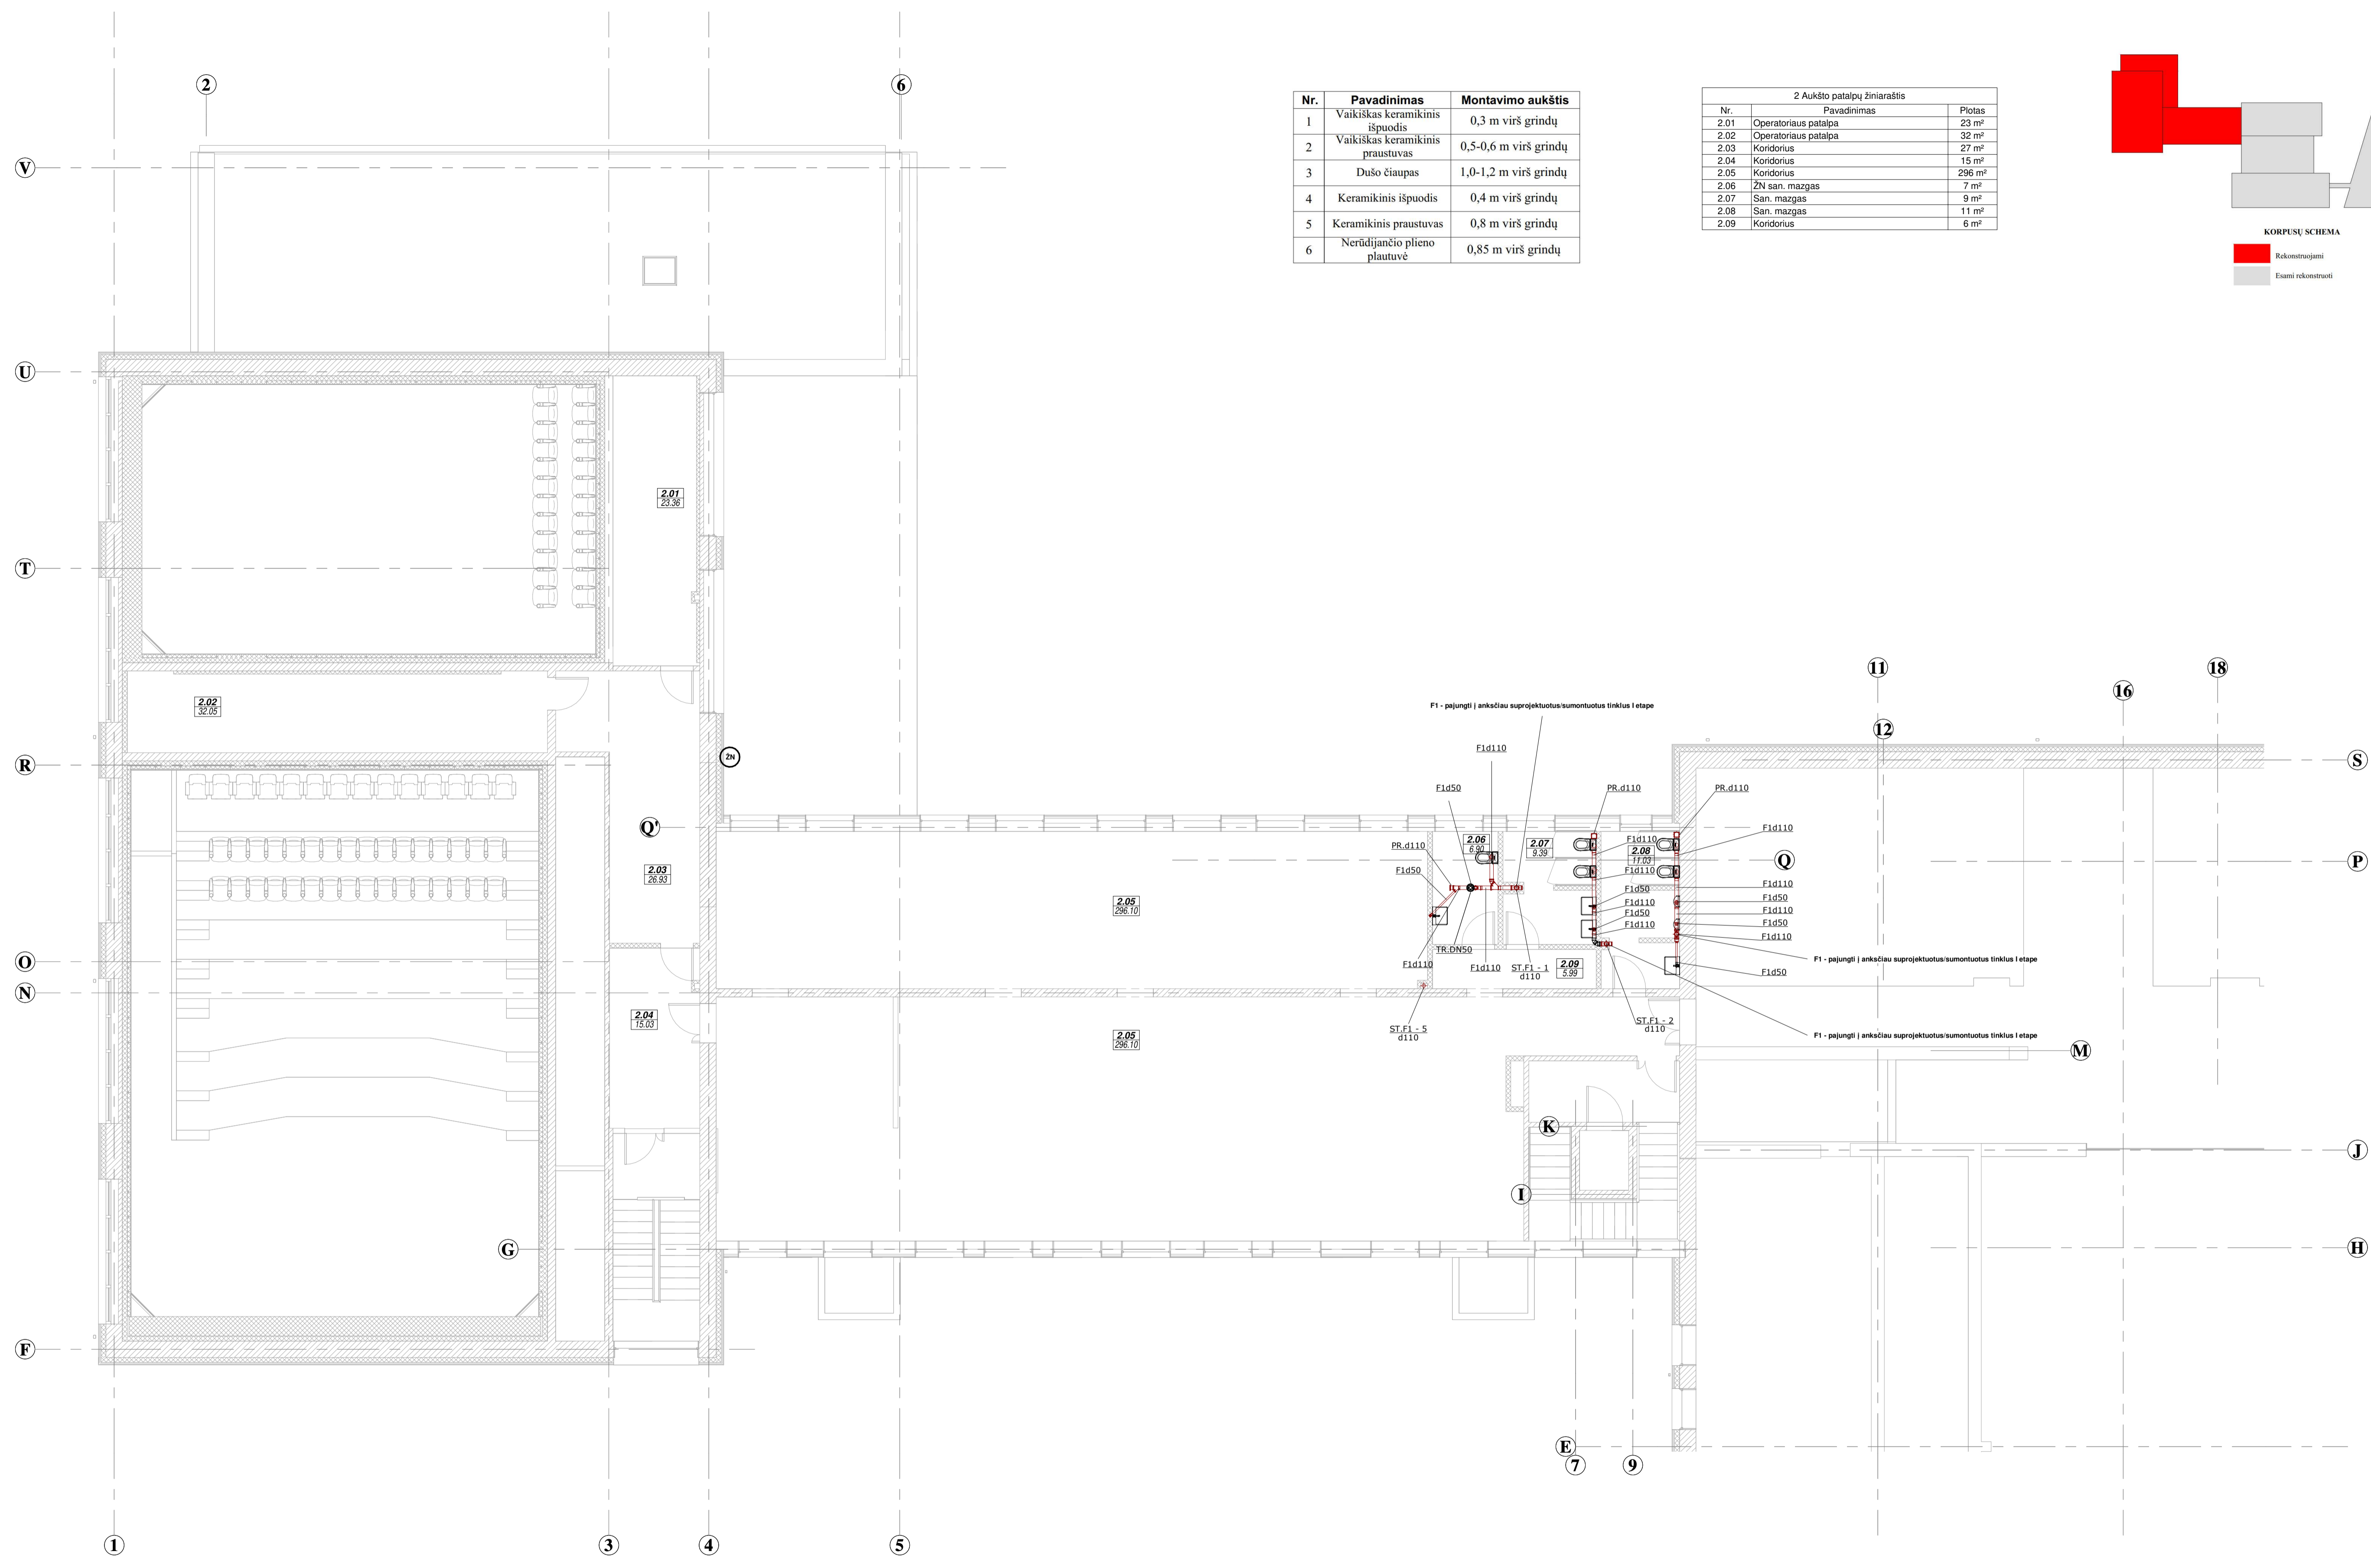 2
6
Nr. Pavadinimas Montavimo aukštis
1 Vaikiškas keramikinis išpuodis 0,3 m virš grindų
2 Vaikiškas keramikinis praustuvas 0,5-0,6 m virš grindų
3 Dušo čiaupas 1,0-1,2 m virš grindų
4 Keramikinis išpuodis 0,4 m virš grindų
5 Keramikinis praustuvas 0,8 m virš grindų
6 Nerūdijančio plieno plautuvė 0,85 m virš grindų
2 Aukšto patalpų žiniaraštis
Nr. Pavadinimas Plotas
2.01 Operatoriaus patalpa 23 m²
2.02 Operatoriaus patalpa 32 m²
2.03 Koridorius 27 m²
2.04 Koridorius 15 m²
2.05 Koridorius 296 m²
2.06 ŽN san. mazgas 7 m²
2.07 San. mazgas 9 m²
2.08 San. mazgas 11 m²
2.09 Koridorius 6 m²
KORPUSŲ SCHEMA
Rekonstruojami
Esami rekonstruoti
V
U
2.01
23.36
T
11
18
16
2.02
32.05
F1 - pajungti į anksčiau suprojektuotus/sumontuotus tinklus I etape
12
F1d110
ŽN
R
S
F1d50
PR.d110
PR.d110
Q'
F1d110
2.06
6.90
2.07
9.39
F1d110
PR.d110
2.08
11.03
Q
P
2.03
26.93
F1d50
F1d110
F1d110
F1d50
F1d50
2.05
296.10
F1d110
F1d110
F1d50
F1d50
F1d110
F1d110
TR.DN50
O
F1 - pajungti į anksčiau suprojektuotus/sumontuotus tinklus I etape
F1d110
F1d110
ST.F1 - 1
d110
2.09
5.99
F1d50
N
2.04
15.03
ST.F1 - 5
d110
ST.F1 - 2
d110
2.05
296.10
F1 - pajungti į anksčiau suprojektuotus/sumontuotus tinklus I etape
M
K
J
I
G
H
F
E
7
9
1
3
4
5